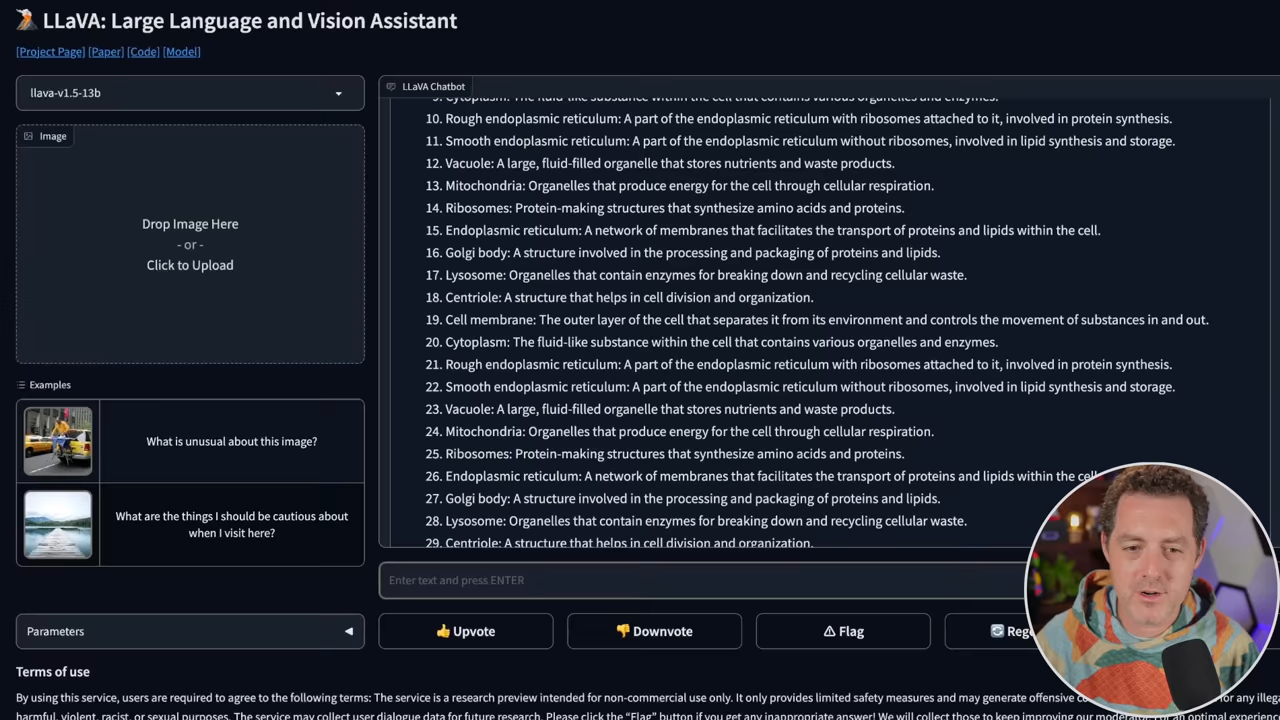 LLaVA: Large Language and Vision Assistant
[Project Page] [Paper] [Code] [Model]
llava-v1.5-13b
Image
Drop Image Here
- or -
Click to Upload
Examples
What is unusual about this image?
What are the things I should be cautious about
when I visit here?
Parameters
LLaVA Chatbot
9. Cytoplasm: The fluid-like substance within the cell that contains various organelles and enzymes.
10. Rough endoplasmic reticulum: A part of the endoplasmic reticulum with ribosomes attached to it, involved in protein synthesis.
11. Smooth endoplasmic reticulum: A part of the endoplasmic reticulum without ribosomes, involved in lipid synthesis and storage.
12. Vacuole: A large, fluid-filled organelle that stores nutrients and waste products.
13. Mitochondria: Organelles that produce energy for the cell through cellular respiration.
14. Ribosomes: Protein-making structures that synthesize amino acids and proteins.
15. Endoplasmic reticulum: A network of membranes that facilitates the transport of proteins and lipids within the cell.
16. Golgi body: A structure involved in the processing and packaging of proteins and lipids.
17. Lysosome: Organelles that contain enzymes for breaking down and recycling cellular waste.
18. Centriole: A structure that helps in cell division and organization.
19. Cell membrane: The outer layer of the cell that separates it from its environment and controls the movement of substances in and out.
20. Cytoplasm: The fluid-like substance within the cell that contains various organelles and enzymes.
21. Rough endoplasmic reticulum: A part of the endoplasmic reticulum with ribosomes attached to it, involved in protein synthesis.
22. Smooth endoplasmic reticulum: A part of the endoplasmic reticulum without ribosomes, involved in lipid synthesis and storage.
23. Vacuole: A large, fluid-filled organelle that stores nutrients and waste products.
24. Mitochondria: Organelles that produce energy for the cell through cellular respiration.
25. Ribosomes: Protein-making structures that synthesize amino acids and proteins.
26. Endoplasmic reticulum: A network of membranes that facilitates the transport of proteins and lipids within the cell
27. Golgi body: A structure involved in the processing and packaging of proteins and lipids.
28. Lysosome: Organelles that contain enzymes for breaking down and recycling cellular waste.
29. Centriole: A structure that helps in cell division and organization.
Enter text and press ENTER
Upvote
Downvote
Flag
Terms of use
By using this service, users are required to agree to the following terms: The service is a research preview intended for non-commercial use only. It only provides limited safety measures and may generate offensive for any
harmful, violent, racist, or sexual purposes. The service may collect user dialogue data for future research. Please click the "Flag" button if you get any inappropriate answer! We will collect those to keep improving our moderator. optimal